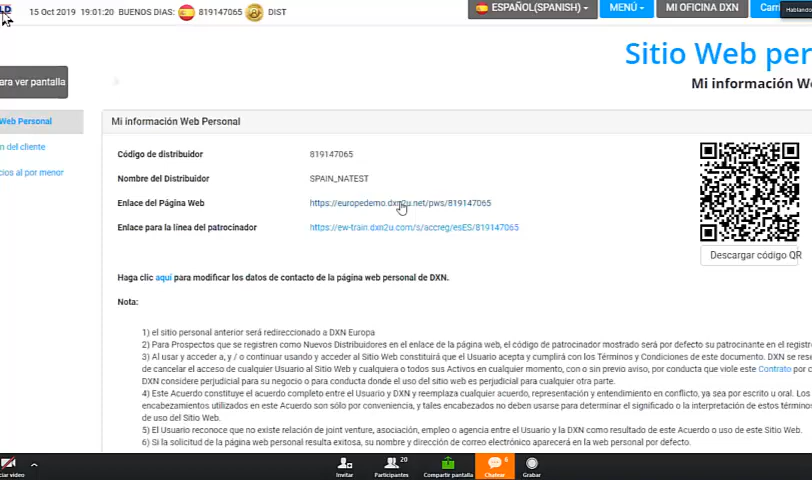 LD
15 Oct 2019 19:01:20 BUENOS DIAS: 819147065 DIST
ESPAÑOL(SPANISH)
MENÚ
MI OFICINA DXN
Carri
Hablando
Sitio Web per
Mi información We
ara ver pantalla
Web Personal
n del cliente
cios al por menor
Mi información Web Personal
Código de distribuidor 819147065
Nombre del Distribuidor SPAIN_NATEST
Enlace del Página Web https://europedemo.dxn2u.net/pws/819147065
Enlace para la línea del patrocinador https://ew-train.dxn2u.com/s/accreg/esES/819147065
Descargar código QR
Haga clic aquí para modificar los datos de contacto de la página web personal de DXN.
Nota:
1) el sitio personal anterior será redireccionado a DXN Europa
2) Para Prospectos que se registren como Nuevos Distribuidores en el enlace de la página web, el código de patrocinador mostrado será por defecto su patrocinante en el registr
3) Al usar y acceder a, y / o continuar usando y accediendo al Sitio Web constituirá que el Usuario acepta y cumplirá con los Términos y Condiciones de este documento. DXN se rese
de cancelar el acceso de cualquier Usuario al Sitio Web y cualquiera o todos sus Activos en cualquier momento, con o sin previo aviso, por conducta que viole este Contrato por c
DXN considere perjudicial para su negocio o para conducta donde el uso del sitio web es perjudicial para cualquier otra parte.
4) Este Acuerdo constituye el acuerdo completo entre el Usuario y DXN y reemplaza cualquier acuerdo, representación y entendimiento en conflicto, ya sea por escrito u oral. Los
encabezamientos utilizados en este Acuerdo son sólo por conveniencia, y tales encabezados no deben usarse para determinar el significado o la interpretación de estos términos
de uso del Sitio Web.
5) El Usuario reconoce que no existe relación de joint venture, asociación, empleo o agencia entre el Usuario y la DXN como resultado de este Acuerdo o uso de este Sitio Web.
6) Si la solicitud de la página web personal resulta exitosa, su nombre y dirección de correo electrónico aparecerá en la web personal por defecto.
ciar video
Invitar
20
Participantes
Compartir pantalla
6
Chatear
Grabar